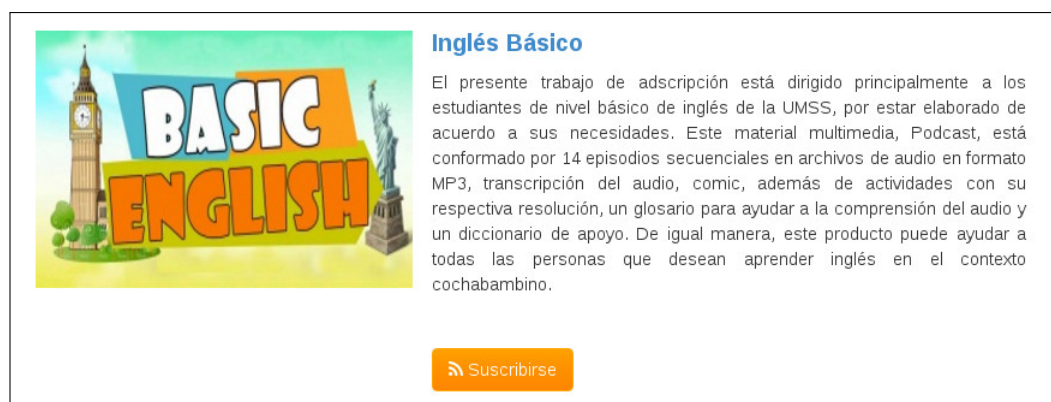 BASIC
ENGLISH
Inglés Básico
El presente trabajo de adscripción está dirigido principalmente a los
estudiantes de nivel básico de inglés de la UMSS, por estar elaborado de
acuerdo a sus necesidades. Este material multimedia, Podcast, está
conformado por 14 episodios secuenciales en archivos de audio en formato
MP3, transcripción del audio, comic, además de actividades con su
respectiva resolución, un glosario para ayudar a la comprensión del audio y
un diccionario de apoyo. De igual manera, este producto puede ayudar a
todas las personas que desean aprender inglés en el contexto
cochabambino.
Suscribirse